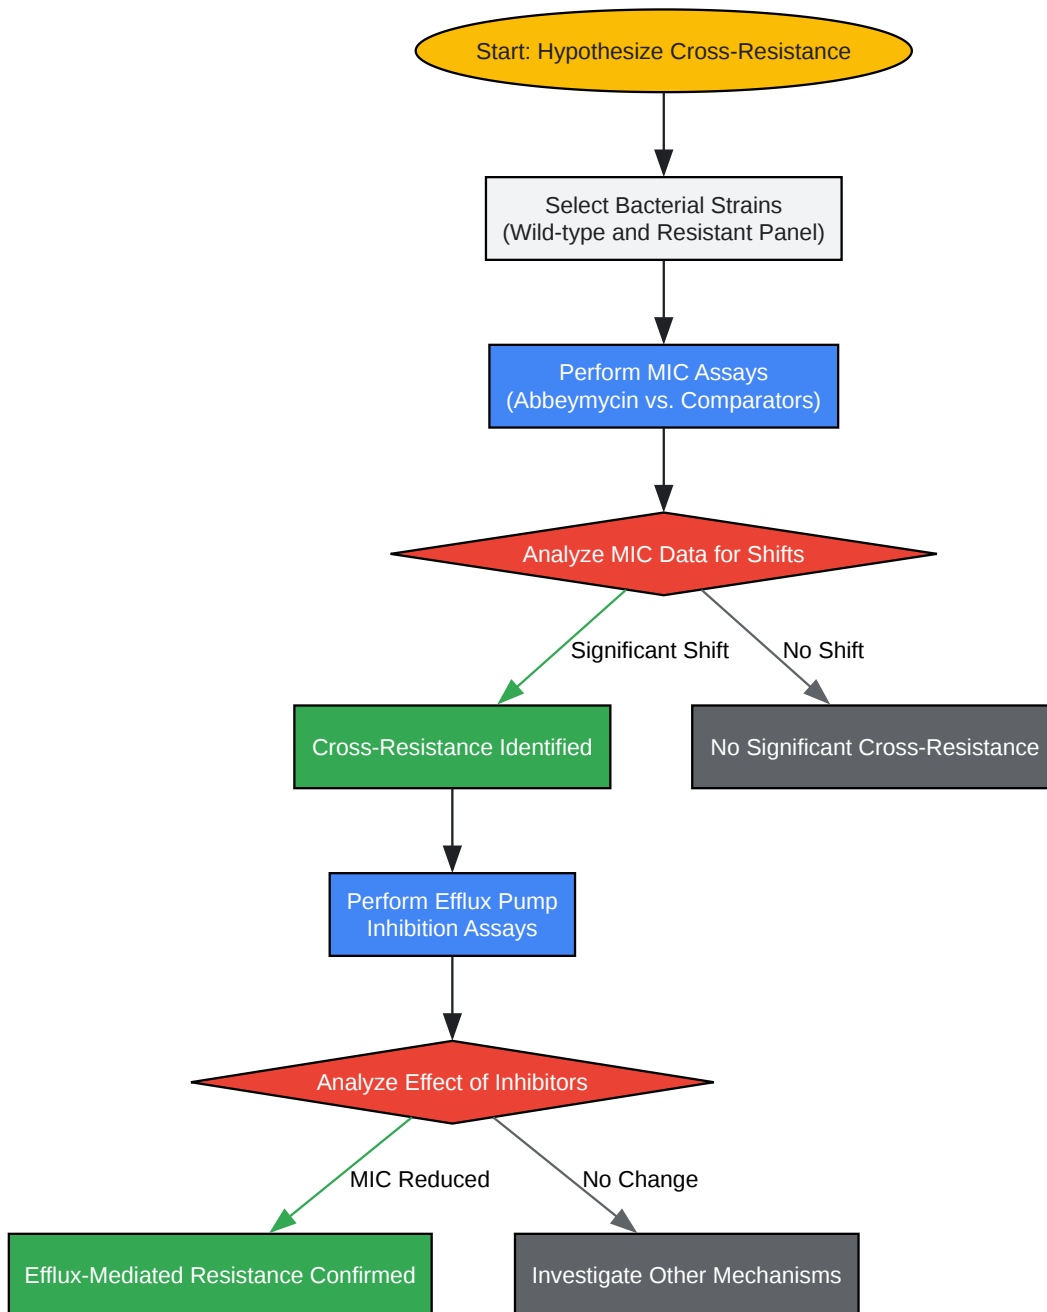 Start: Hypothesize Cross-Resistance
Select Bacterial Strains
(Wild-type and Resistant Panel)
Perform MIC Assays
(Abbeymycin vs. Comparators)
Analyze MIC Data for Shifts
Significant Shift
No Shift
Cross-Resistance Identified
No Significant Cross-Resistance
Perform Efflux Pump
Inhibition Assays
Analyze Effect of Inhibitors
MIC Reduced
No Change
Efflux-Mediated Resistance Confirmed
Investigate Other Mechanisms